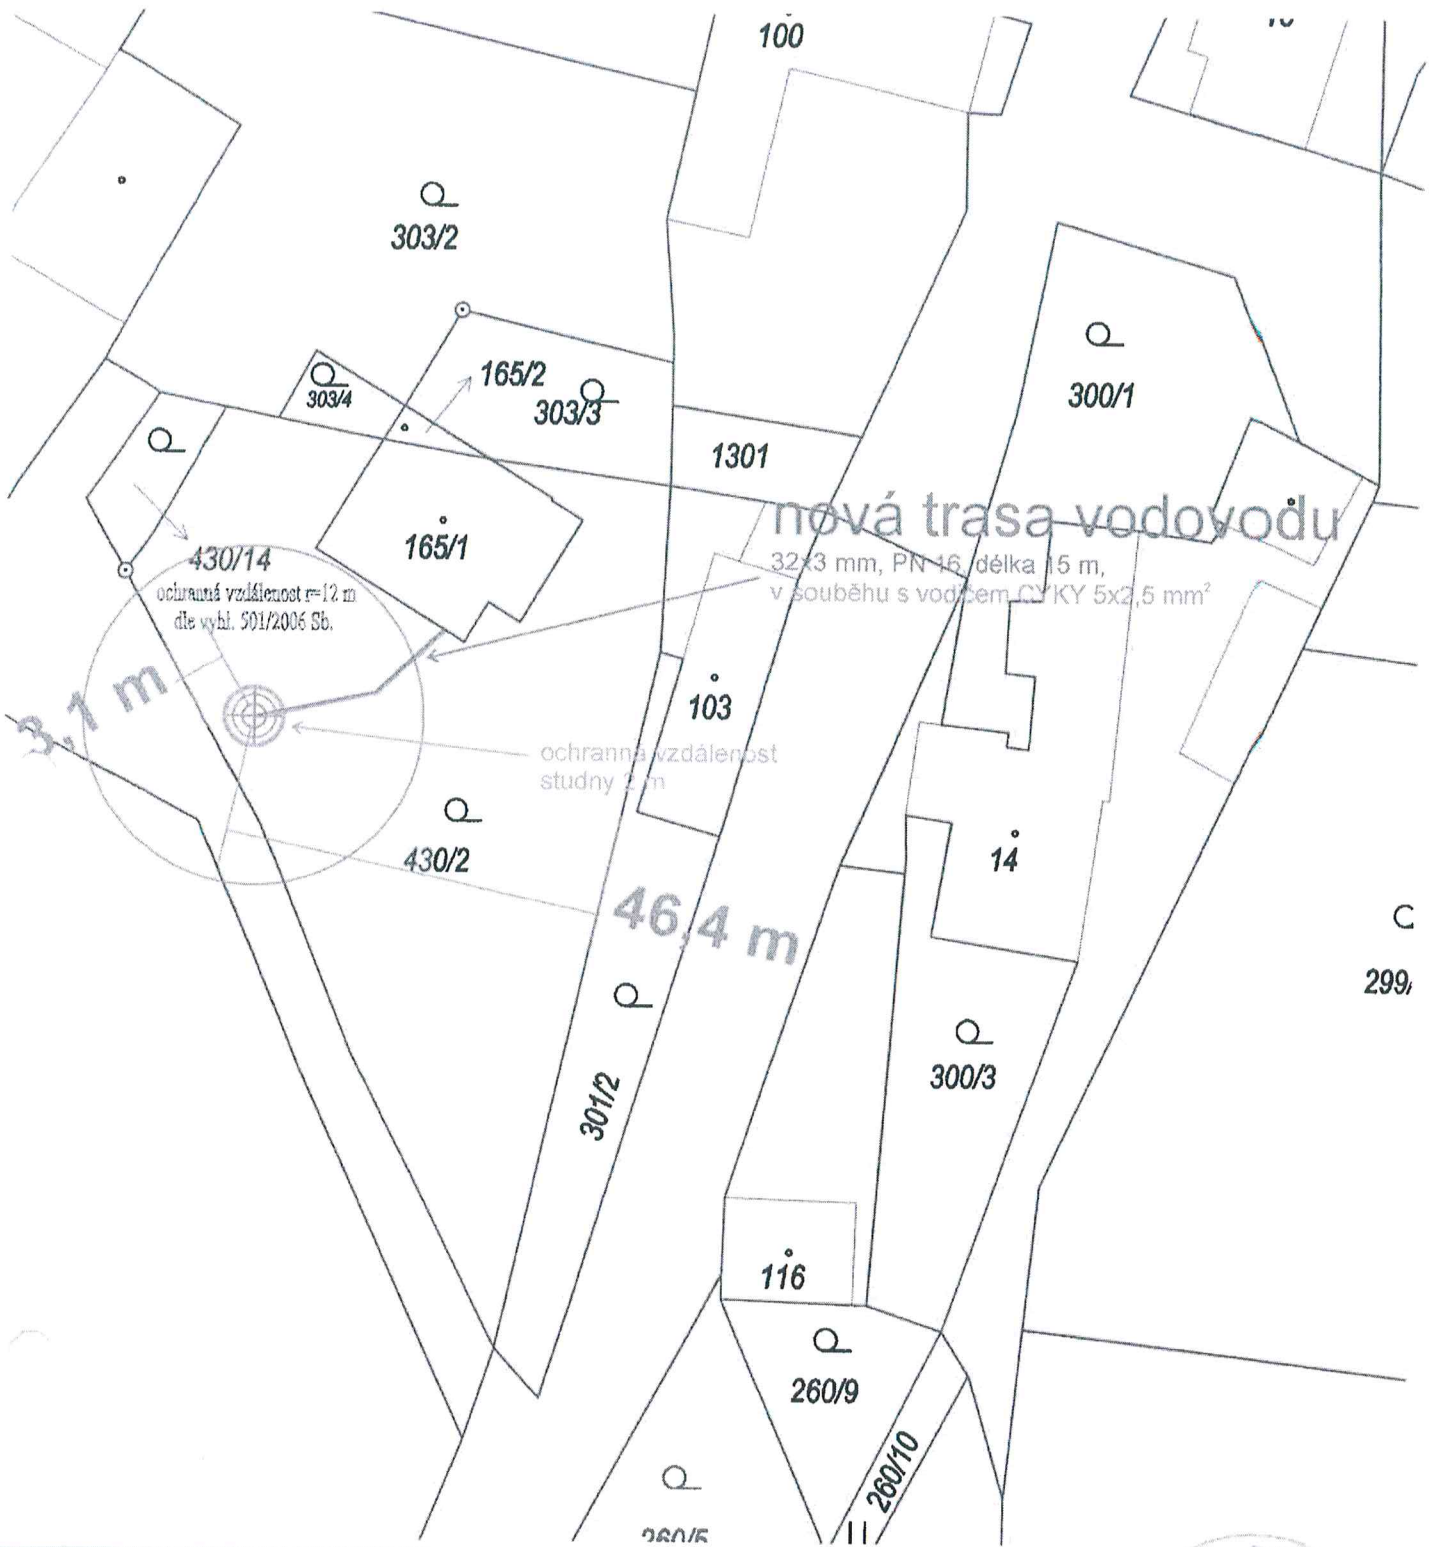 100
303/2
303/4
165/2
303/3
300/1
1301
165/1
nová trasa vodovodu
32x3 mm, PN 16, délka 15 m,
v souběhu s vodičem CYKY 5x2,5 mm²
430/14
ochranná vzdálenost r=12 m
dle vyhl. 501/2006 Sb.
3,1 m
103
ochranná vzdálenost
studny 2 m
430/2
14
46,4 m
299/
300/3
301/2
116
260/9
260/10
260/5